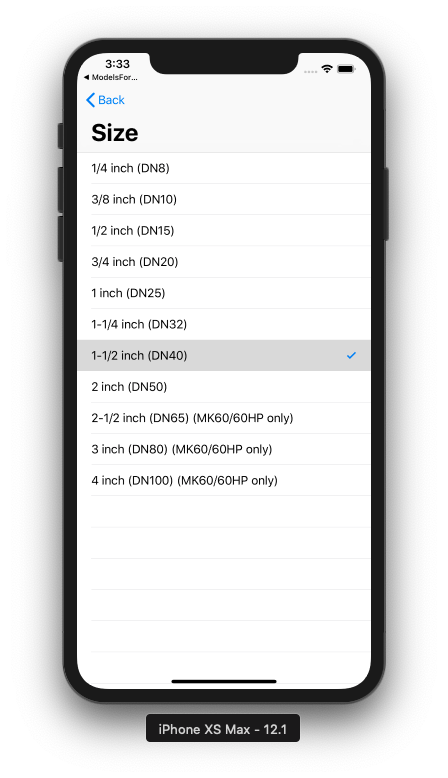 3:33
ModelsFor...
Back
Size
1/4 inch (DN8)
3/8 inch (DN10)
1/2 inch (DN15)
3/4 inch (DN20)
1 inch (DN25)
1-1/4 inch (DN32)
1-1/2 inch (DN40)
2 inch (DN50)
2-1/2 inch (DN65) (MK60/60HP only)
3 inch (DN80) (MK60/60HP only)
4 inch (DN100) (MK60/60HP only)
iPhone XS Max - 12.1